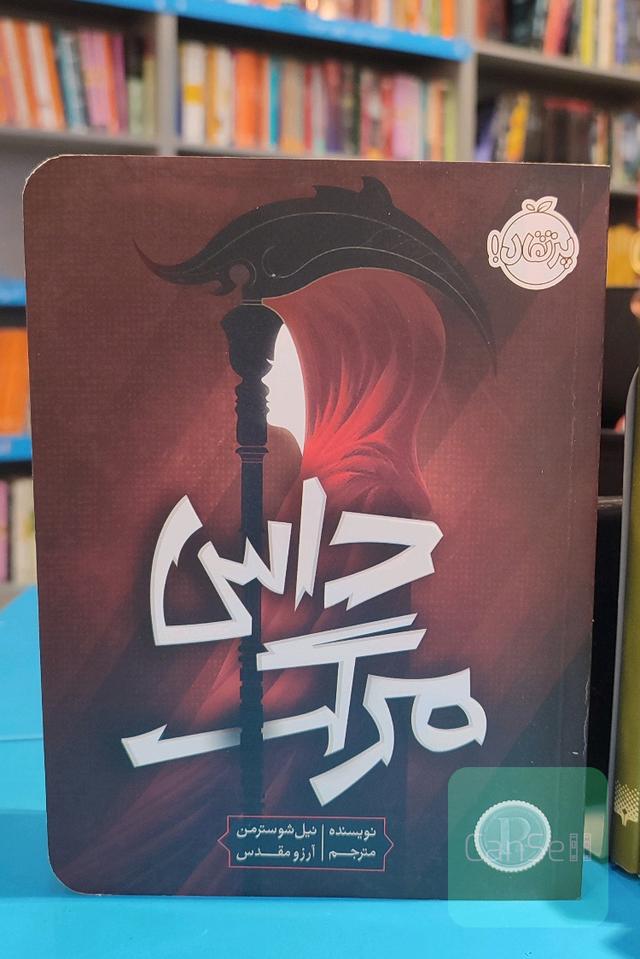 پرتقال!
داس
مرگ
نویسنده | نیل شوسترمن
مترجم | آرزو مقدس